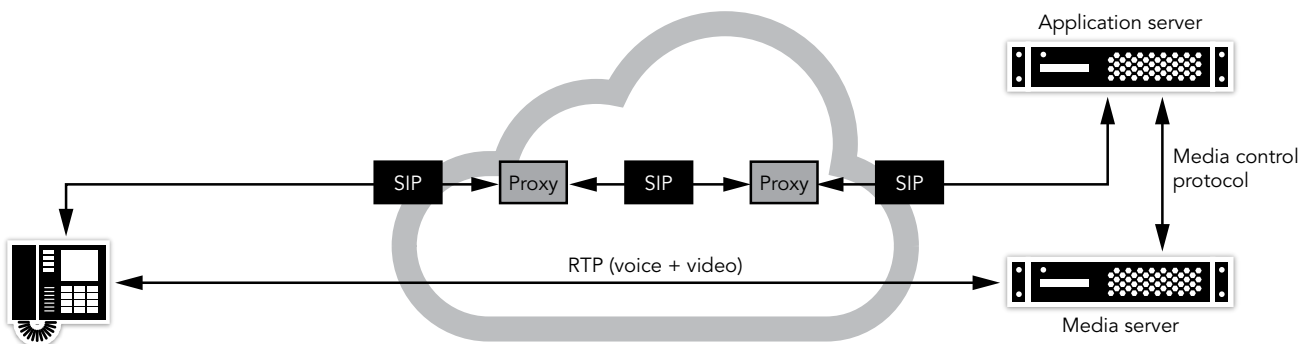 Application server
SIP
Proxy
SIP
Proxy
SIP
Media control
protocol
RTP (voice + video)
Media server